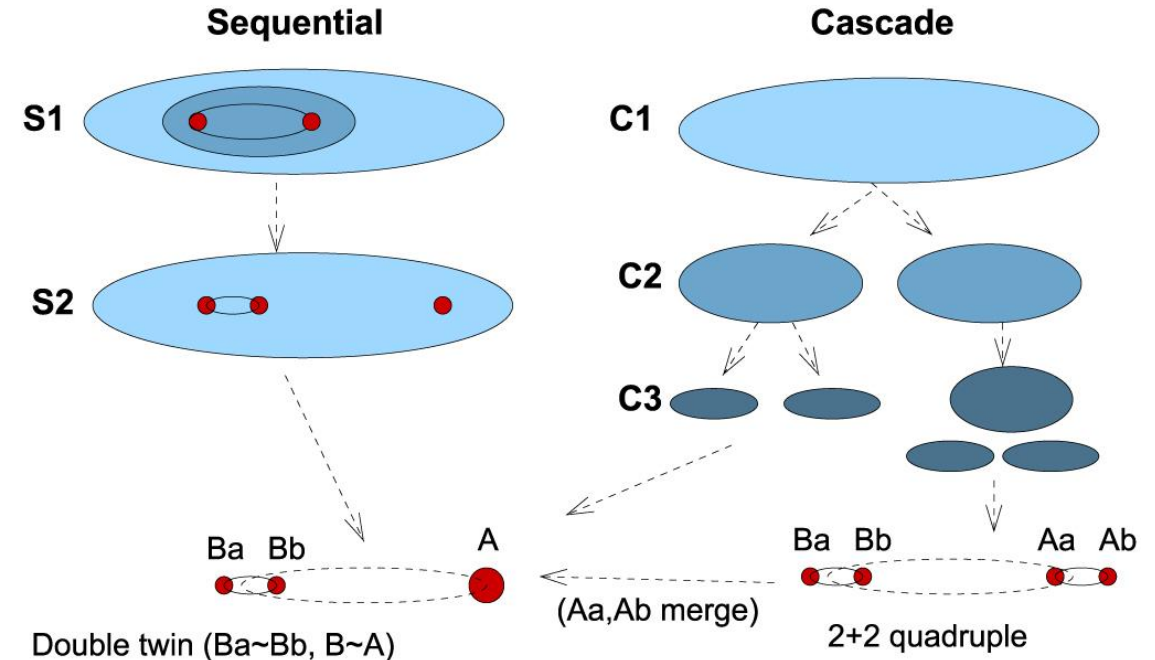 Sequential
Cascade
S1
C1
S2
C2
C3
Ba Bb A
Ba Bb Aa Ab
(Aa,Ab merge)
Double twin (Ba~Bb, B~A)
2+2 quadruple